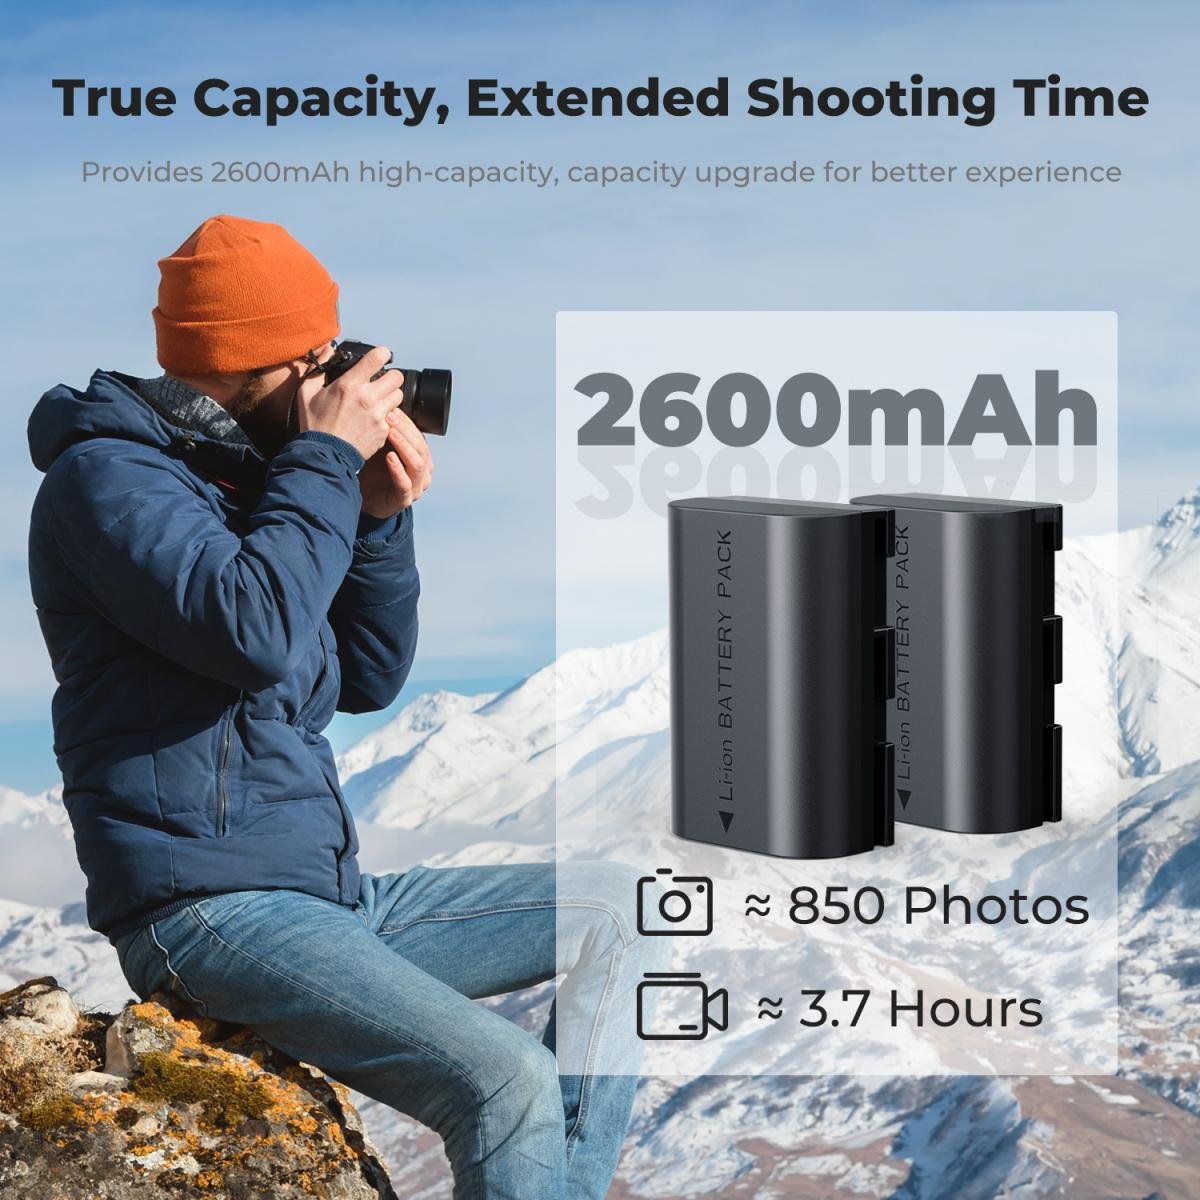 True Capacity, Extended Shooting Time
Provides 2600mAh high-capacity, capacity upgrade for better experience
2600mAh
Li-ion BATTERY PACK
Li-ion BATTERY PACK
≈ 850 Photos
≈ 3.7 Hours